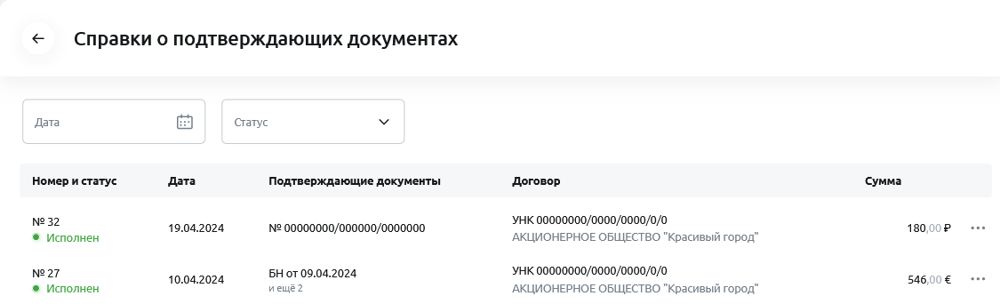 Справки о подтверждающих документах
Дата
Статус
Номер и статус Дата Подтверждающие документы Договор Сумма
№ 32
Исполнен
19.04.2024
№ 00000000/000000/0000000
УНК 00000000/0000/0000/0/0
АКЦИОНЕРНОЕ ОБЩЕСТВО "Красивый город"
180,00 ₽
№ 27
Исполнен
10.04.2024
БН от 09.04.2024
и ещё 2
УНК 00000000/0000/0000/0/0
АКЦИОНЕРНОЕ ОБЩЕСТВО "Красивый город"
546,00 €